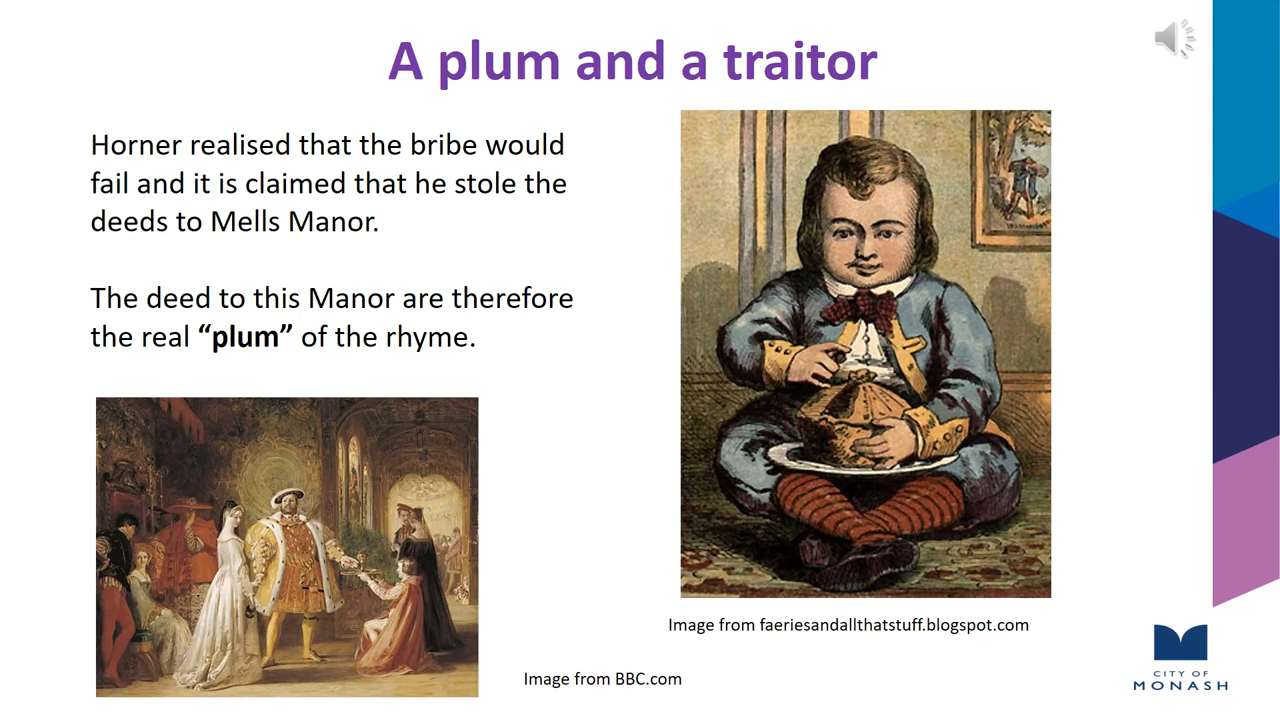 A plum and a traitor
Horner realised that the bribe would
fail and it is claimed that he stole the
deeds to Mells Manor.
The deed to this Manor are therefore
the real “plum” of the rhyme.
Image from faeriesandallthatstuff.blogspot.com
Image from BBC.com
CITY OF
MONASH